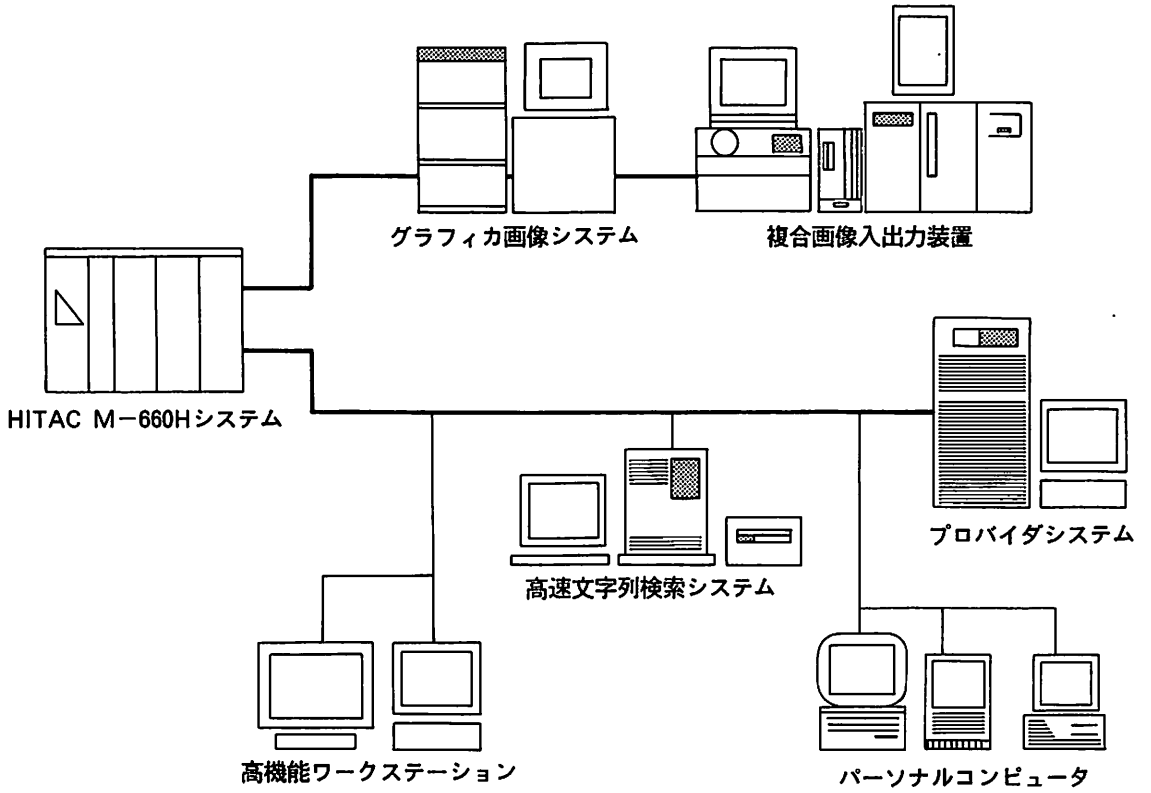 グラフィカ画像システム
複合画像入出力装置
HITAC M－660Hシステム
プロバイダシステム
高速文字列検索システム
高機能ワークステーション
パーソナルコンピュータ